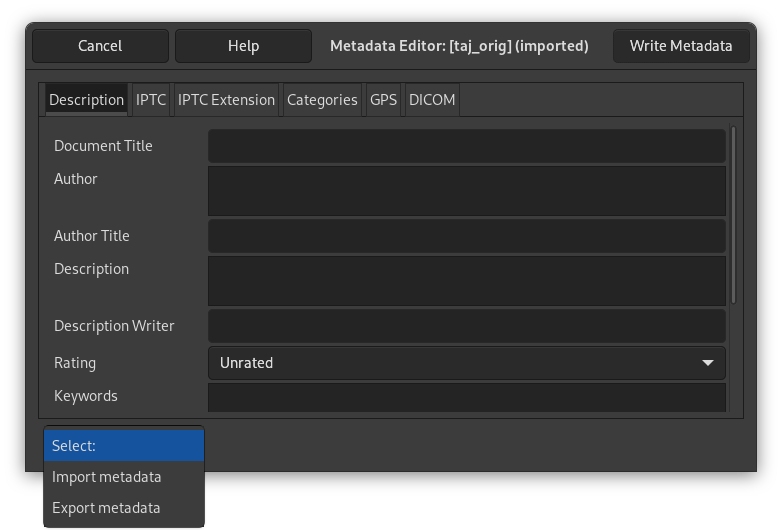 Cancel Help Metadata Editor: [taj_orig] (imported) Write Metadata
Description IPTC IPTC Extension Categories GPS DICOM
Document Title
Author
Author Title
Description
Description Writer
Rating Unrated
Keywords
Select:
Import metadata
Export metadata